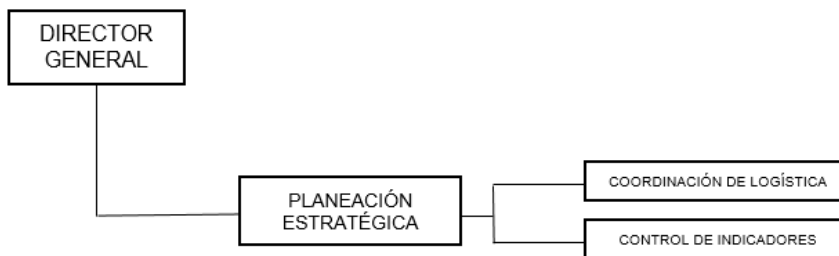 DIRECTOR
GENERAL
PLANEACIÓN
ESTRATÉGICA
COORDINACIÓN DE LOGÍSTICA
CONTROL DE INDICADORES